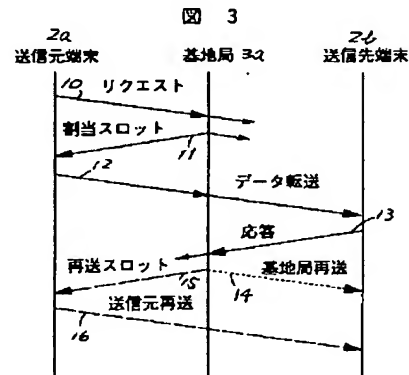 図 3
2a 2b
送信元端末 基地局 3a 送信先端末
10 リクエスト
割当スロット 11
12 データ転送
13
応答
再送スロット 基地局再送
15 14
送信元再送
16